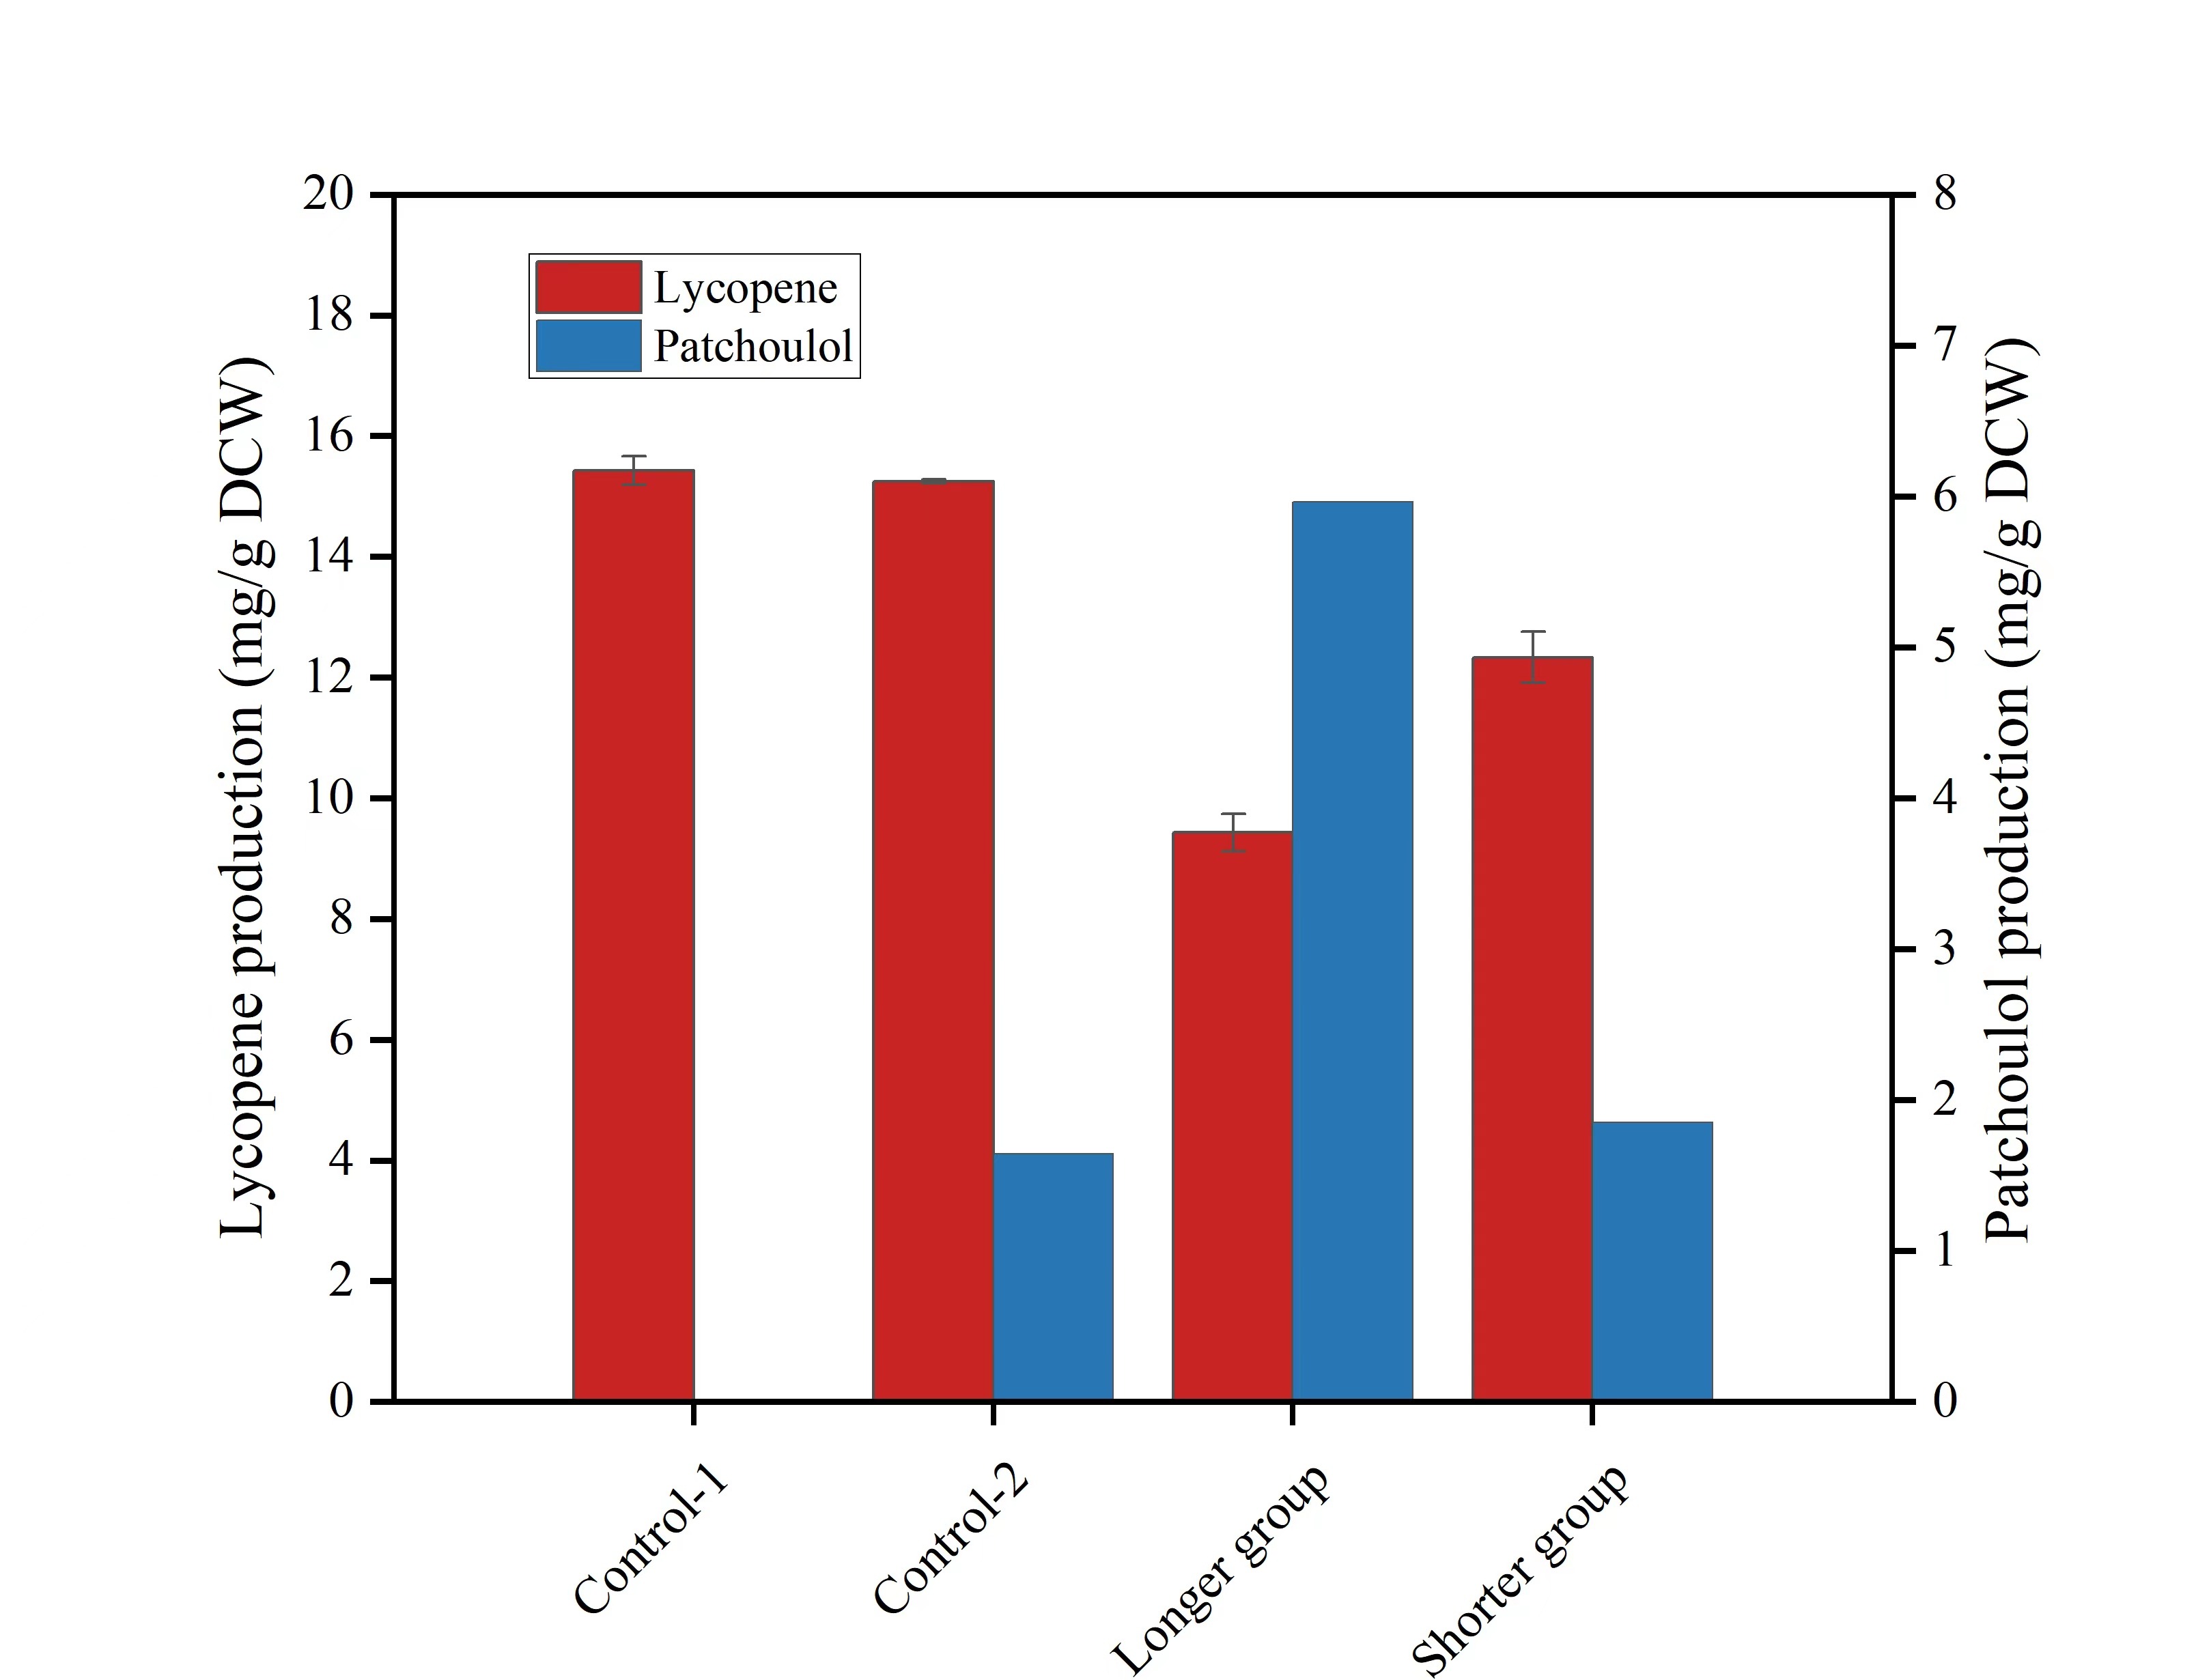 Lycopene production (mg/g DCW)
20
18
16
14
12
10
8
6
4
2
0
Lycopene
Patchoulol
8
7
6
5
4
3
2
1
0
Patchoulol production (mg/g DCW)
Control-1
Control-2
Longer group
Shorter group